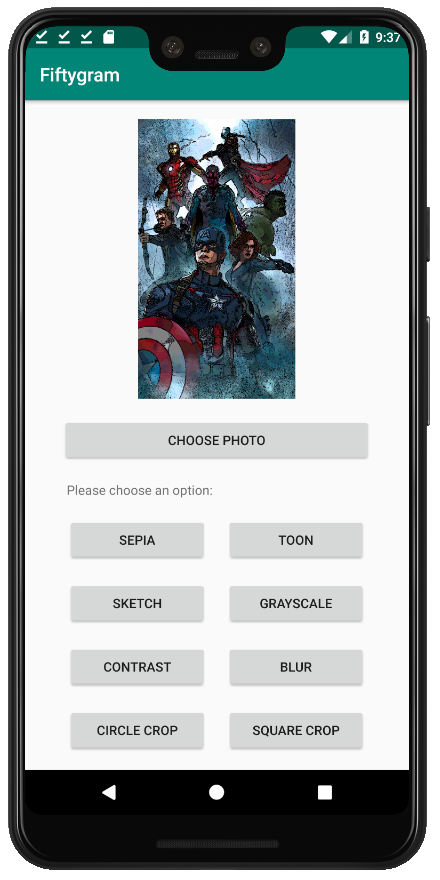 9:37
Fiftygram
CHOOSE PHOTO
Please choose an option:
SEPIA TOON
SKETCH GRAYSCALE
CONTRAST BLUR
CIRCLE CROP SQUARE CROP